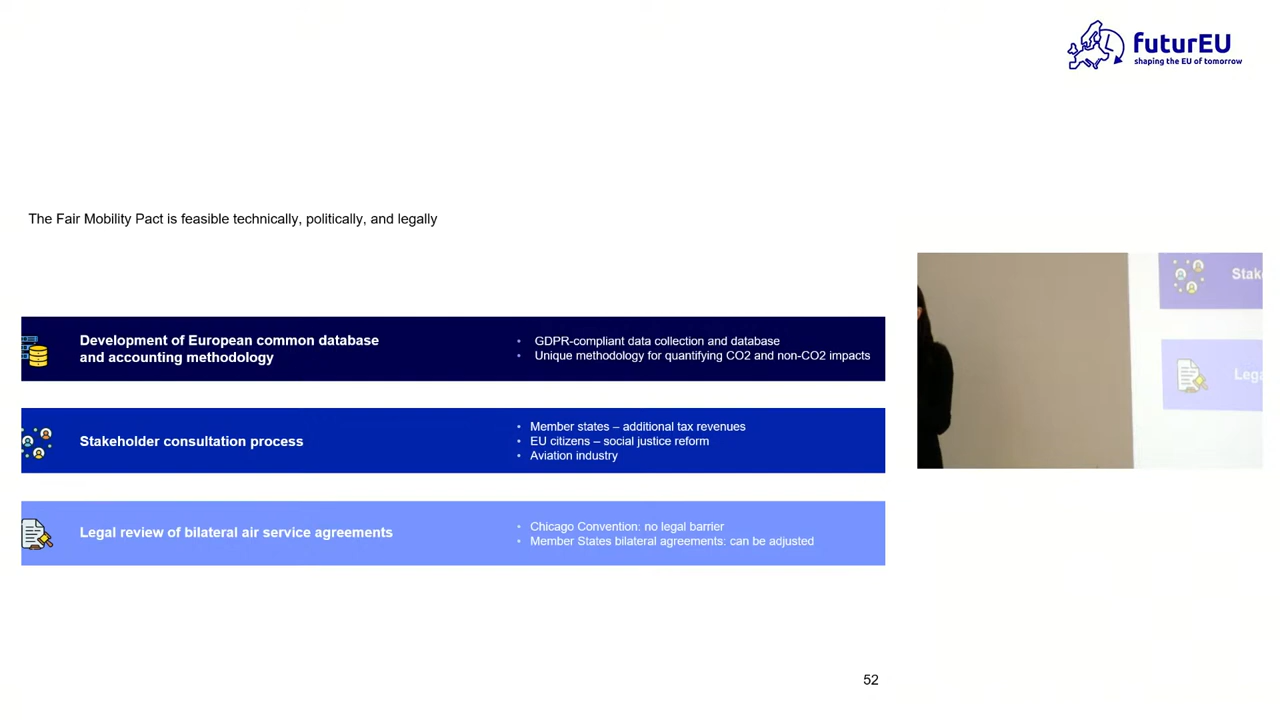 futurEU
shaping the EU of tomorrow
The Fair Mobility Pact is feasible technically, politically, and legally
Development of European common database
and accounting methodology
• GDPR-compliant data collection and database
• Unique methodology for quantifying CO2 and non-CO2 impacts
Stakeholder consultation process
• Member states – additional tax revenues
• EU citizens – social justice reform
• Aviation industry
Legal review of bilateral air service agreements
• Chicago Convention: no legal barrier
• Member States bilateral agreements: can be adjusted
Stak
Lega
52